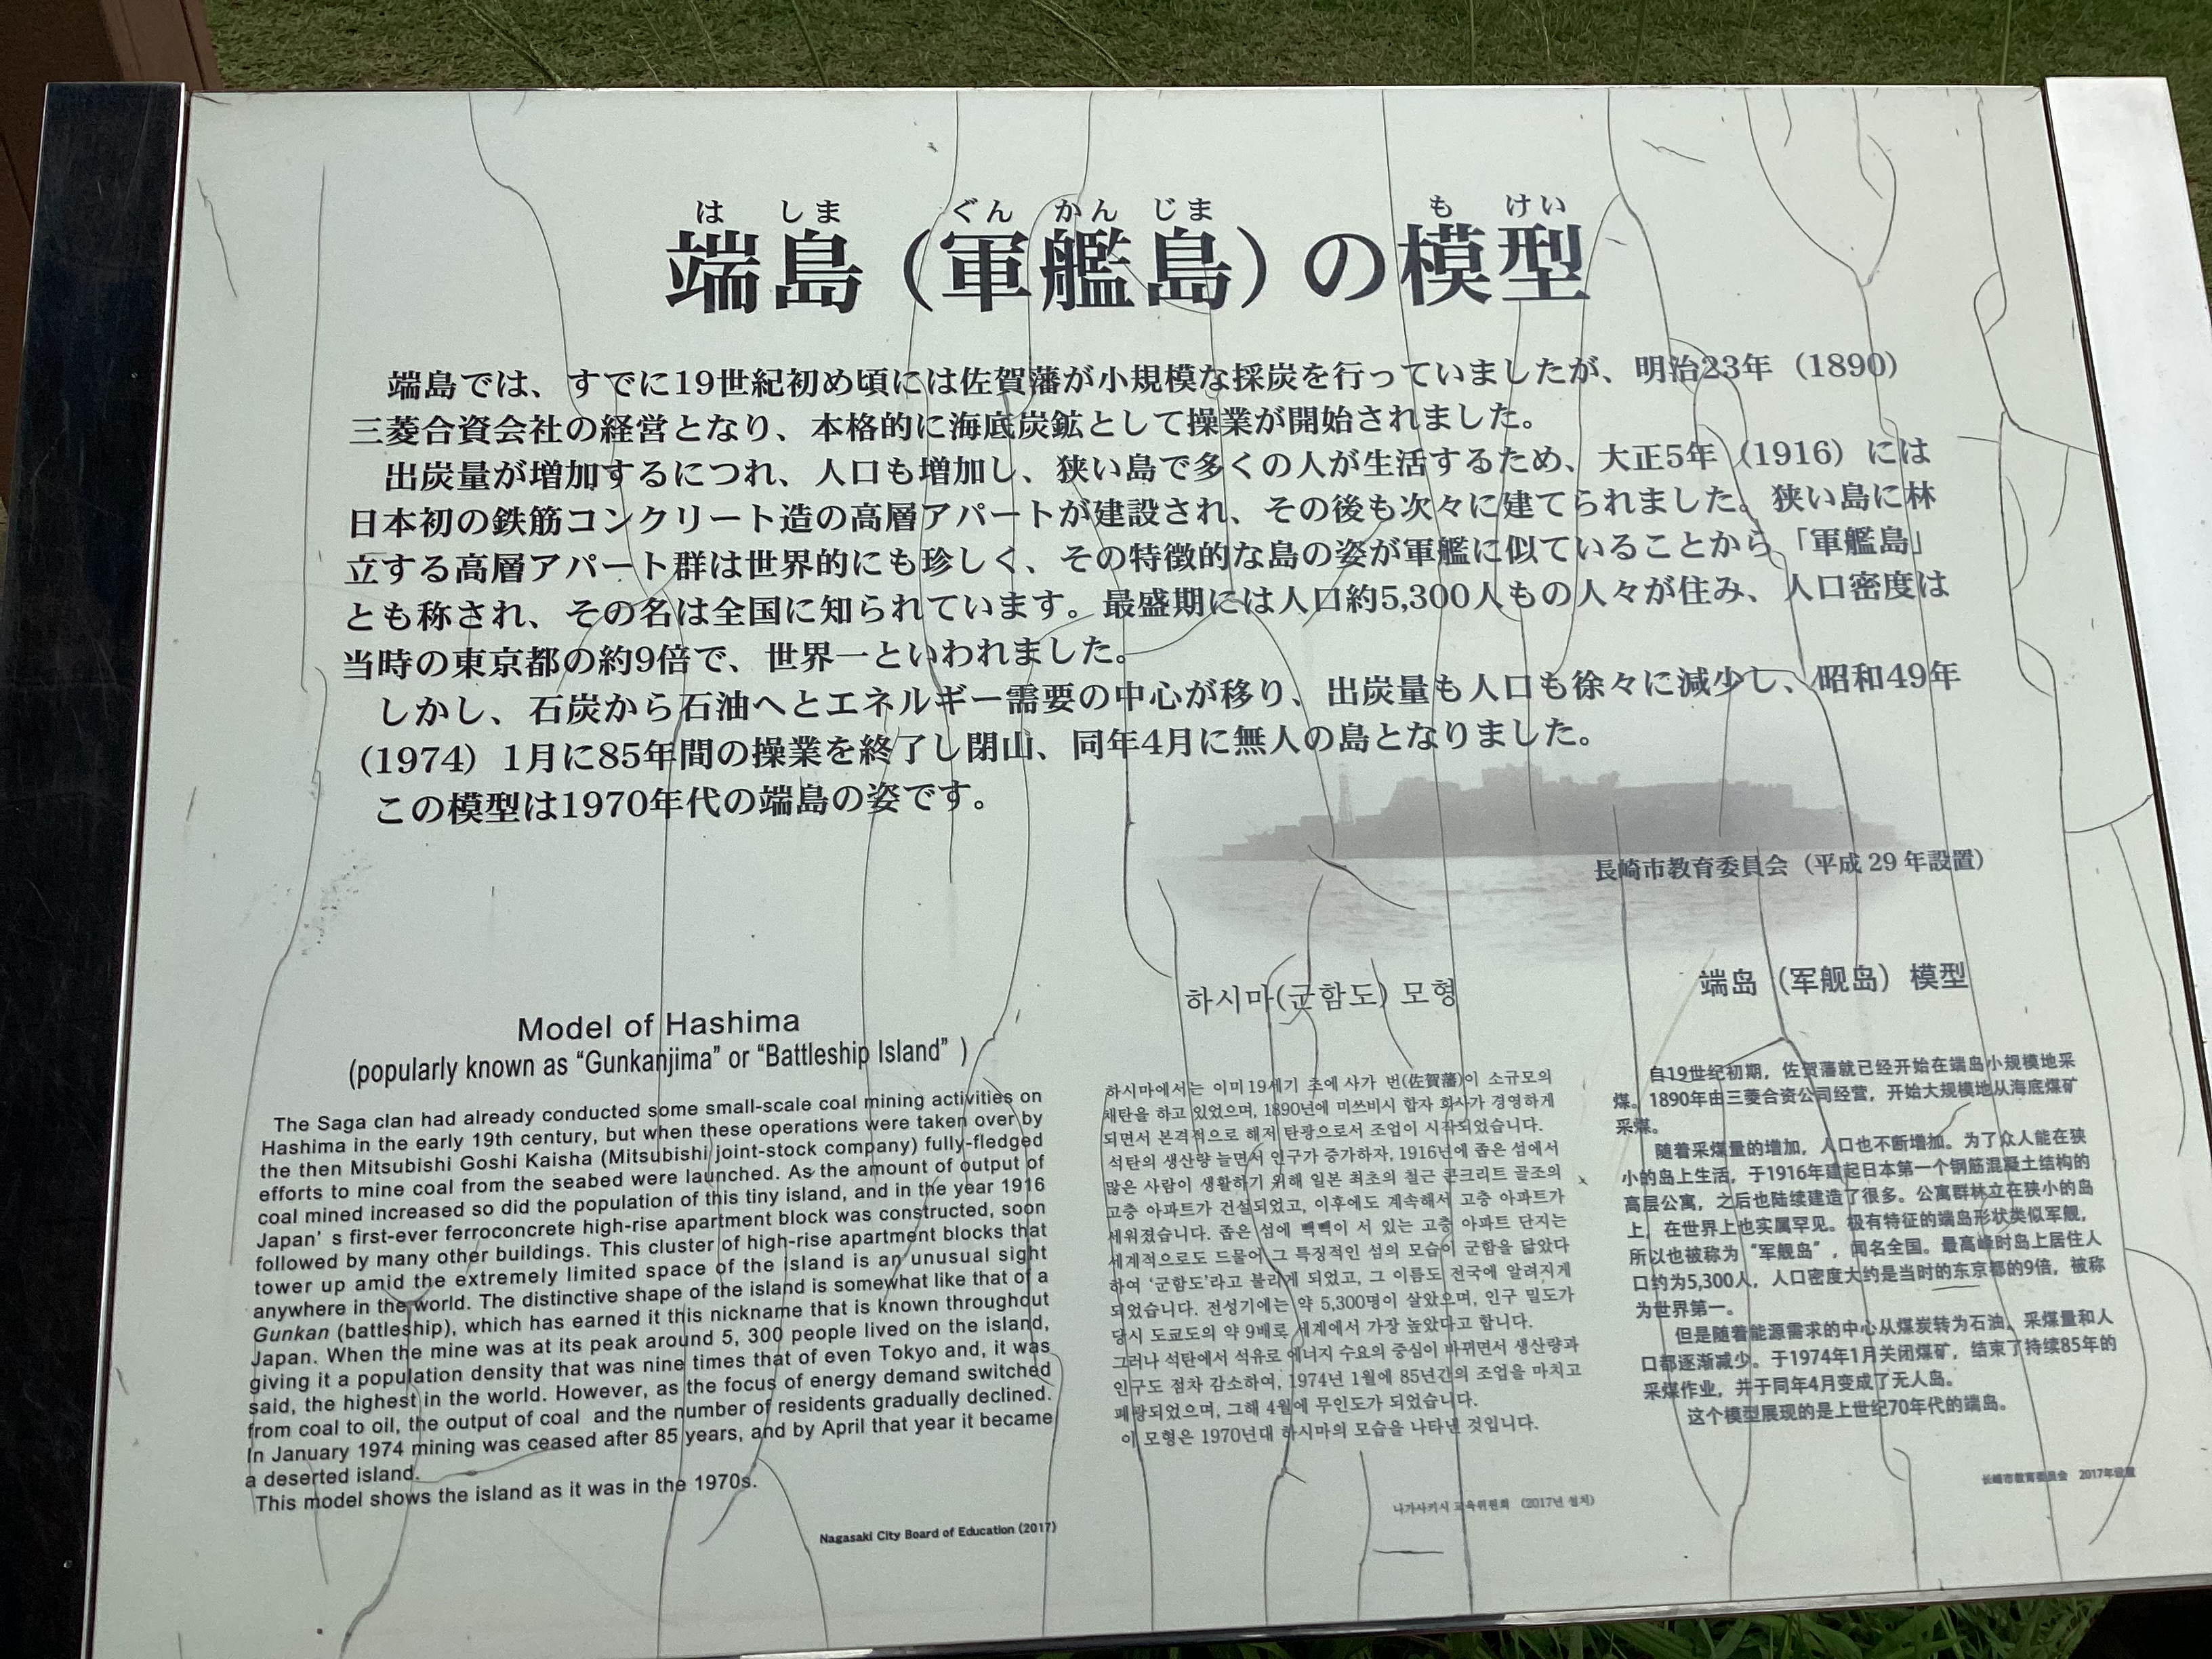 は しま ぐん かん じま も けい
端島（軍艦島）の模型
端島では、すでに19世紀初め頃には佐賀藩が小規模な採炭を行っていましたが、明治23年（1890）
三菱合資会社の経営となり、本格的に海底炭鉱として操業が開始されました。
出炭量が増加するにつれ、人口も増加し、狭い島で多くの人が生活するため、大正5年（1916）には
日本初の鉄筋コンクリート造の高層アパートが建設され、その後も次々に建てられました。狭い島に林
立する高層アパート群は世界的にも珍しく、その特徴的な島の姿が軍艦に似ていることから「軍艦島」
とも称され、その名は全国に知られています。最盛期には人口約5,300人もの人々が住み、人口密度は
当時の東京都の約9倍で、世界一といわれました。
しかし、石炭から石油へとエネルギー需要の中心が移り、出炭量も人口も徐々に減少し、昭和49年
（1974）1月に85年間の操業を終了し閉山、同年4月に無人の島となりました。
この模型は1970年代の端島の姿です。
長崎市教育委員会（平成 29 年設置）
Model of Hashima
(popularly known as “Gunkanjima” or “Battleship Island” )
The Saga clan had already conducted some small-scale coal mining activities on
Hashima in the early 19th century, but when these operations were taken over by
the then Mitsubishi Goshi Kaisha (Mitsubishi joint-stock company) fully-fledged
efforts to mine coal from the seabed were launched. As the amount of output of
coal mined increased so did the population of this tiny island, and in the year 1916
Japan’ s first-ever ferroconcrete high-rise apartment block was constructed, soon
followed by many other buildings. This cluster of high-rise apartment blocks that
tower up amid the extremely limited space of the island is an unusual sight
anywhere in the world. The distinctive shape of the island is somewhat like that of a
Gunkan (battleship), which has earned it this nickname that is known throughout
Japan. When the mine was at its peak around 5, 300 people lived on the island,
giving it a population density that was nine times that of even Tokyo and, it was
said, the highest in the world. However, as the focus of energy demand switched
from coal to oil, the output of coal and the number of residents gradually declined.
In January 1974 mining was ceased after 85 years, and by April that year it became
a deserted island.
This model shows the island as it was in the 1970s.
Nagasaki City Board of Education (2017)
하시마(군함도) 모형
하시마에서는 이미 19세기 초에 사가 번(佐賀藩)이 소규모의
채탄을 하고 있었으며, 1890년에 미쓰비시 합자 회사가 경영하게
되면서 본격적으로 해저 탄광으로서 조업이 시작되었습니다.
석탄의 생산량 늘면서 인구가 증가하자, 1916년에 좁은 섬에서
많은 사람이 생활하기 위해 일본 최초의 철근 콘크리트 골조의
고층 아파트가 건설되었고, 이후에도 계속해서 고층 아파트가
세워졌습니다. 좁은 섬에 빽빽이 서 있는 고층 아파트 단지는
세계적으로도 드물어 그 특징적인 섬의 모습이 군함을 닮았다
하여 ‘군함도’라고 불리게 되었고, 그 이름도 전국에 알려지게
되었습니다. 전성기에는 약 5,300명이 살았으며, 인구 밀도가
당시 도쿄도의 약 9배로 세계에서 가장 높았다고 합니다.
그러나 석탄에서 석유로 에너지 수요의 중심이 바뀌면서 생산량과
인구도 점차 감소하여, 1974년 1월에 85년간의 조업을 마치고
폐광되었으며, 그해 4월에 무인도가 되었습니다.
이 모형은 1970년대 하시마의 모습을 나타낸 것입니다.
나가사키시 교육위원회 (2017년 설치)
端岛（军舰岛）模型
自19世纪初期，佐贺藩就已经开始在端岛小规模地采
煤。1890年由三菱合资公司经营，开始大规模地从海底煤矿
采煤。
随着采煤量的增加，人口也不断增加。为了众人能在狭
小的岛上生活，于1916年建起日本第一个钢筋混凝土结构的
高层公寓，之后也陆续建造了很多。公寓群林立在狭小的岛
上，在世界上也实属罕见。极有特征的端岛形状类似军舰，
所以也被称为“军舰岛”，闻名全国。最高峰时岛上居住人
口约为5,300人，人口密度大约是当时的东京都的9倍，被称
为世界第一。
但是随着能源需求的中心从煤炭转为石油，采煤量和人
口都逐渐减少。于1974年1月关闭煤矿，结束了持续85年的
采煤作业，并于同年4月变成了无人岛。
这个模型展现的是上世纪70年代的端岛。
长崎市教育委员会 2017年设置